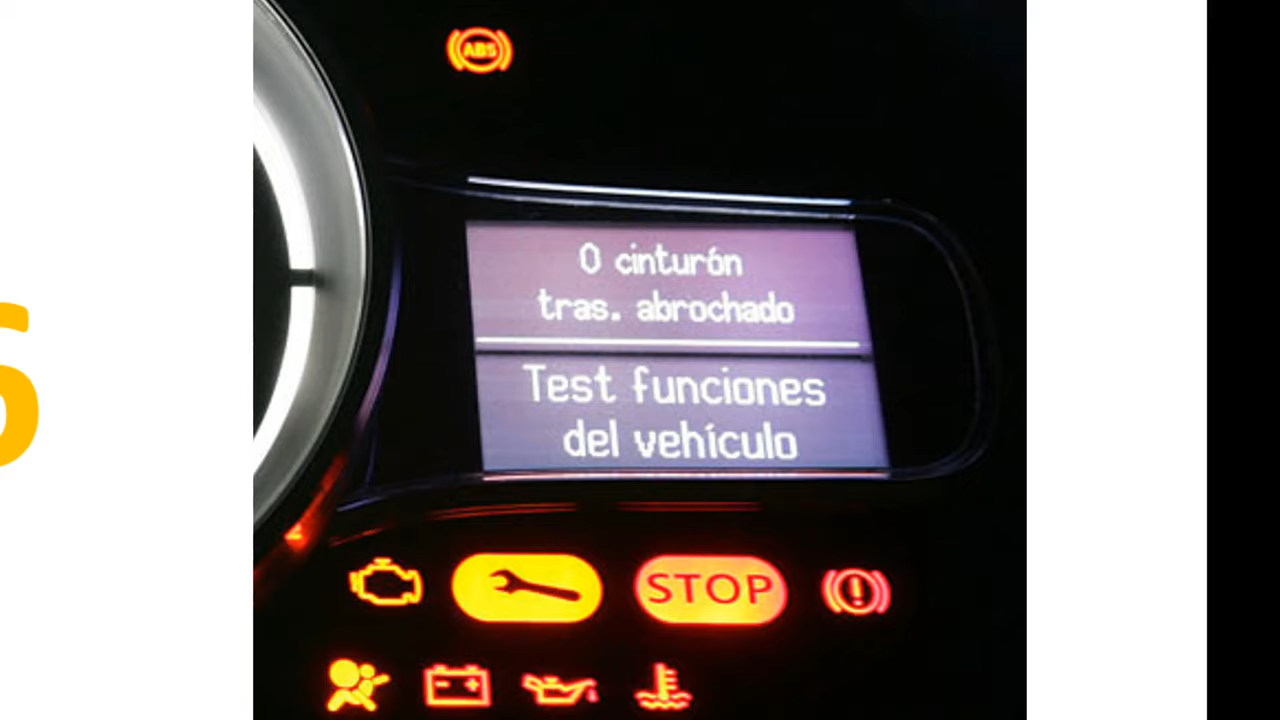 ABS
0 cinturón
tras. abrochado
Test funciones
del vehículo
STOP